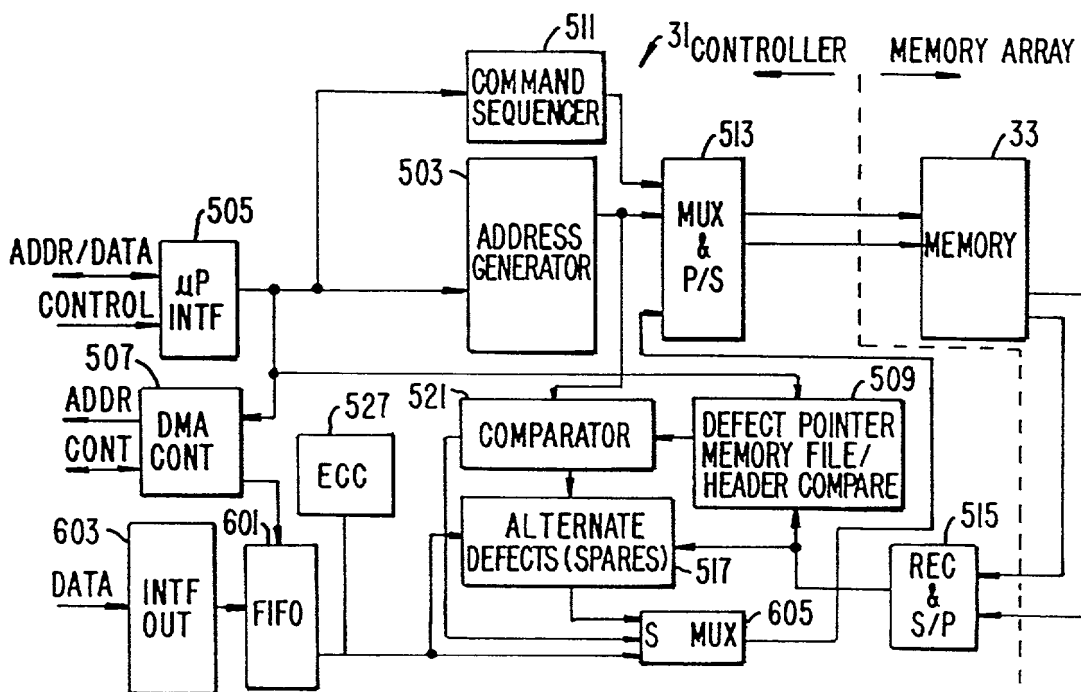 511
31
CONTROLLER
MEMORY ARRAY
COMMAND
SEQUENCER
513
33
503
505
MUX
&
P/S
ADDRESS
GENERATOR
MEMORY
ADDR/DATA
µP
INTF
CONTROL
507
509
521
ADDR
527
DMA
CONT
CONT
COMPARATOR
DEFECT POINTER
MEMORY FILE/
HEADER COMPARE
ECC
603
601
515
ALTERNATE
DEFECTS (SPARES)
517
REC
&
S/P
DATA
INTF
OUT
FIFO
605
S MUX